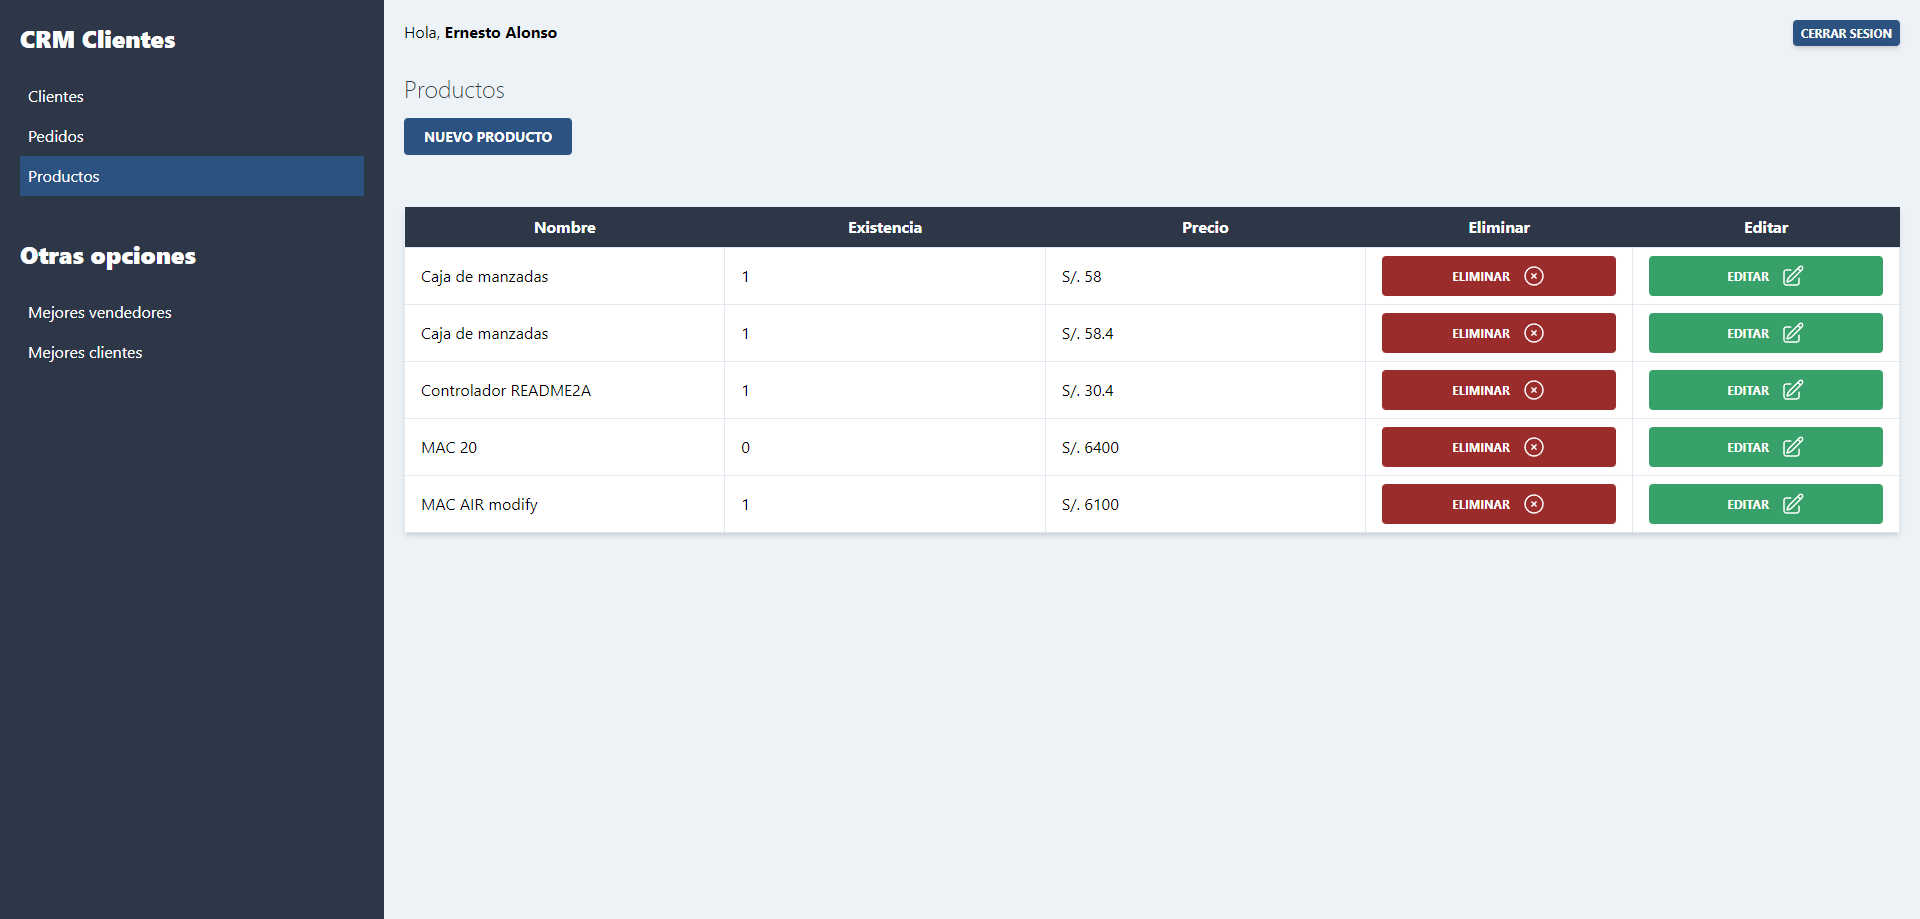 CRM Clientes
Clientes
Pedidos
Productos
Otras opciones
Mejores vendedores
Mejores clientes
Hola, Ernesto Alonso
CERRAR SESION
Productos
NUEVO PRODUCTO
Nombre Existencia Precio Eliminar Editar
Caja de manzadas 1 S/. 58 ELIMINAR EDITAR
Caja de manzadas 1 S/. 58.4 ELIMINAR EDITAR
Controlador README2A 1 S/. 30.4 ELIMINAR EDITAR
MAC 20 0 S/. 6400 ELIMINAR EDITAR
MAC AIR modify 1 S/. 6100 ELIMINAR EDITAR